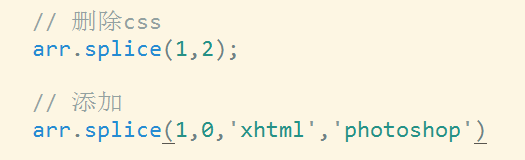 // 删除css
arr.splice(1,2);
// 添加
arr.splice(1,0,'xhtml','photoshop')